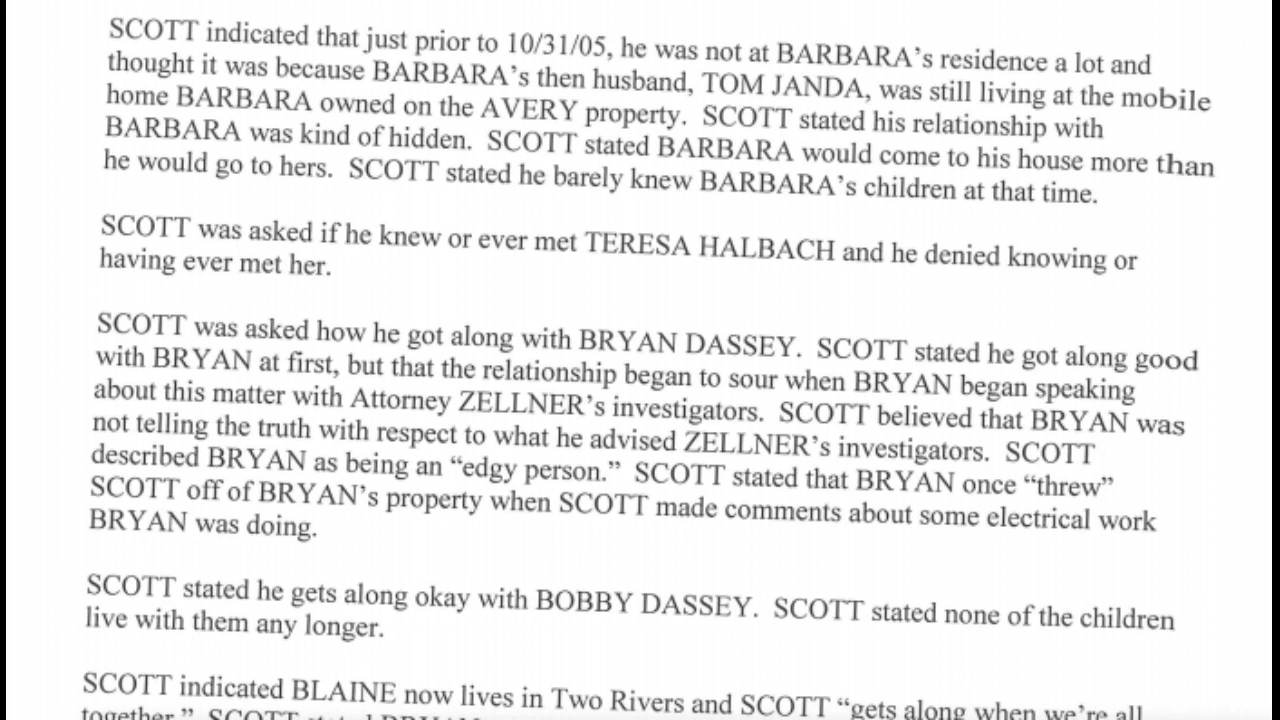 SCOTT indicated that just prior to 10/31/05, he was not at BARBARA's residence a lot and
thought it was because BARBARA's then husband, TOM JANDA, was still living at the mobile
home BARBARA owned on the AVERY property.  SCOTT stated his relationship with
BARBARA was kind of hidden.  SCOTT stated BARBARA would come to his house more than
he would go to hers.  SCOTT stated he barely knew BARBARA's children at that time.
SCOTT was asked if he knew or ever met TERESA HALBACH and he denied knowing or
having ever met her.
SCOTT was asked how he got along with BRYAN DASSEY.  SCOTT stated he got along good
with BRYAN at first, but that the relationship began to sour when BRYAN began speaking
about this matter with Attorney ZELLNER's investigators.  SCOTT believed that BRYAN was
not telling the truth with respect to what he advised ZELLNER's investigators.  SCOTT
described BRYAN as being an “edgy person.”  SCOTT stated that BRYAN once “threw”
SCOTT off of BRYAN's property when SCOTT made comments about some electrical work
BRYAN was doing.
SCOTT stated he gets along okay with BOBBY DASSEY.  SCOTT stated none of the children
live with them any longer.
SCOTT indicated BLAINE now lives in Two Rivers and SCOTT “gets along when we're all
together.”  SCOTT stated BRYAN